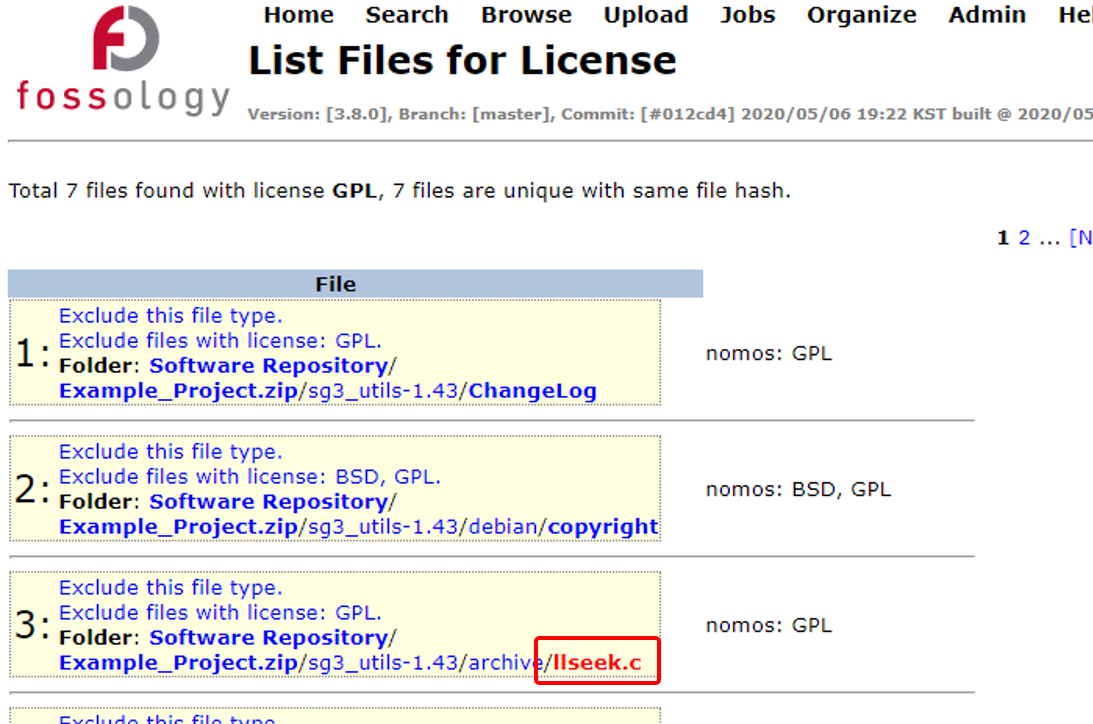 Home Search Browse Upload Jobs Organize Admin
fossology
List Files for License
Version: [3.8.0], Branch: [master], Commit: [#012cd4] 2020/05/06 19:22 KST built @ 2020/05
Total 7 files found with license GPL, 7 files are unique with same file hash.
1 2 ... [N
File
1:
Exclude this file type.
Exclude files with license: GPL.
Folder: Software Repository/
Example_Project.zip/sg3_utils-1.43/ChangeLog
nomos: GPL
2:
Exclude this file type.
Exclude files with license: BSD, GPL.
Folder: Software Repository/
Example_Project.zip/sg3_utils-1.43/debian/copyright
nomos: BSD, GPL
3:
Exclude this file type.
Exclude files with license: GPL.
Folder: Software Repository/
Example_Project.zip/sg3_utils-1.43/archive/llseek.c
nomos: GPL
Exclude this file type.